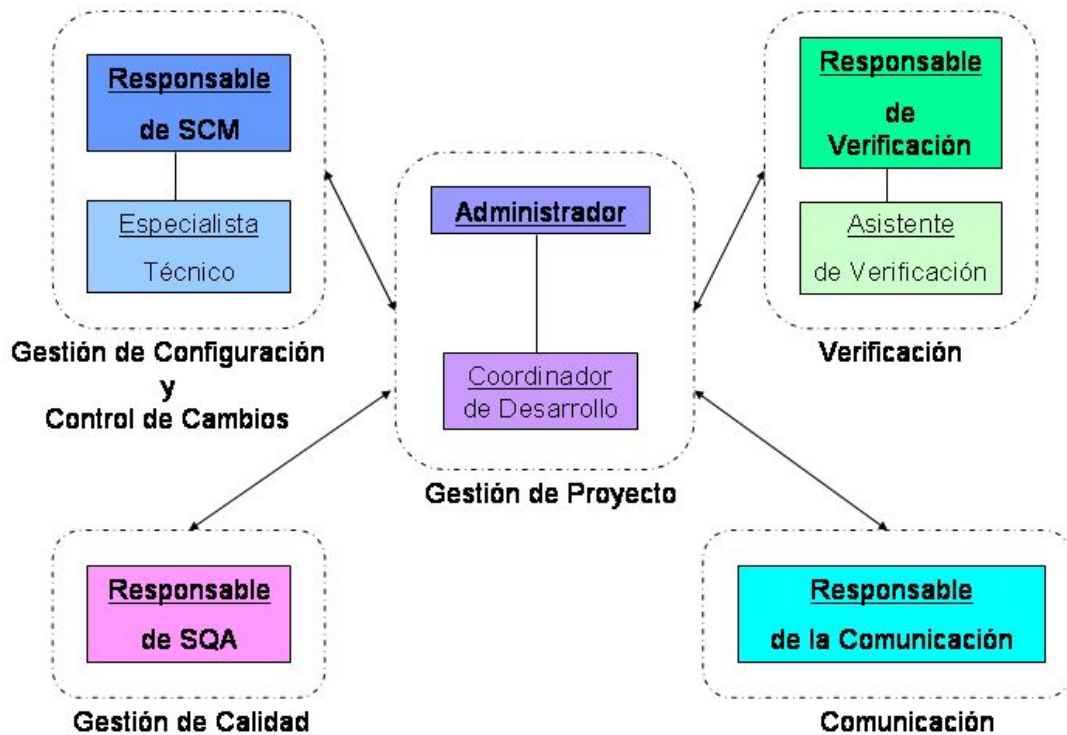 Responsable
de SCM
Especialista
Técnico
Gestión de Configuración
y
Control de Cambios
Administrador
Coordinador
de Desarrollo
Gestión de Proyecto
Responsable
de
Verificación
Asistente
de Verificación
Verificación
Responsable
de SQA
Gestión de Calidad
Responsable
de la Comunicación
Comunicación